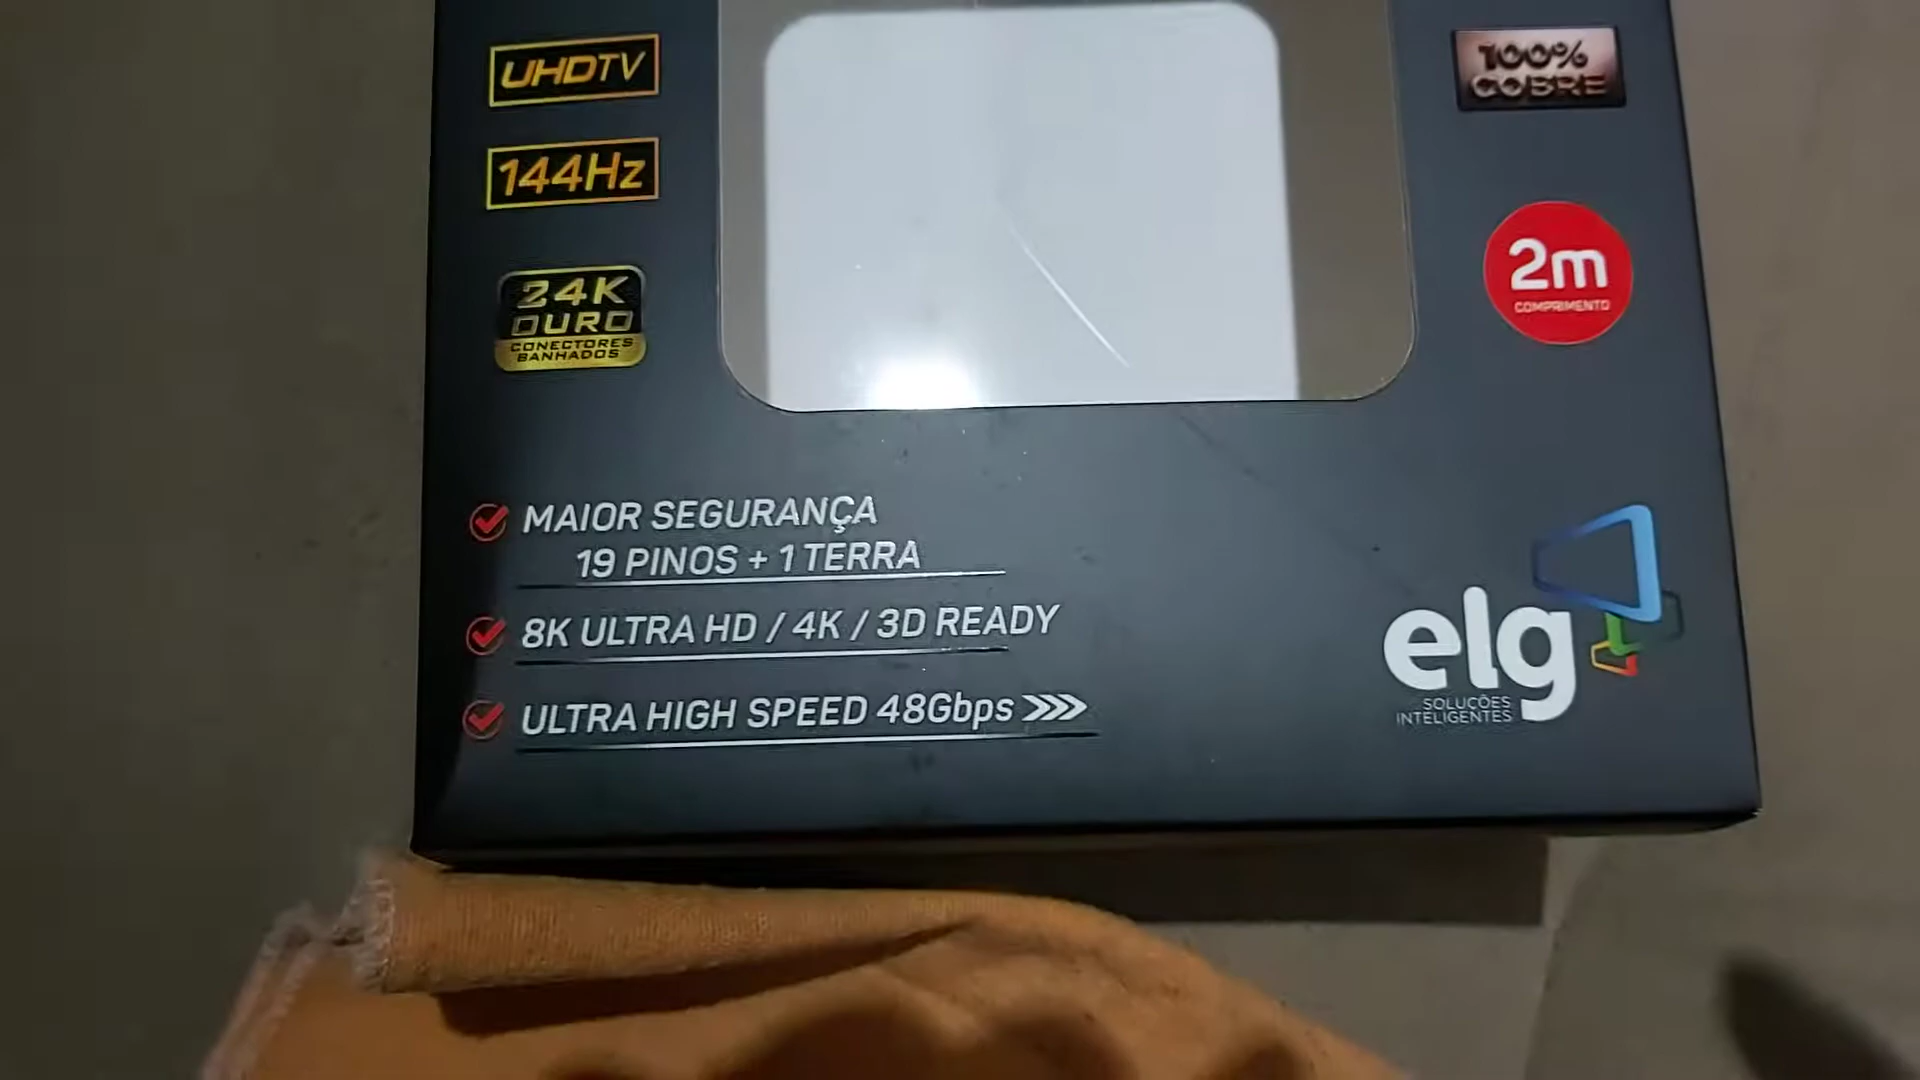 UHDTV
144Hz
24K
OURO
CONECTORES
BANHADOS
100%
COBRE
2m
COMPRIMENTO
MAIOR SEGURANÇA
19 PINOS + 1 TERRA
8K ULTRA HD / 4K / 3D READY
ULTRA HIGH SPEED 48Gbps
elg
SOLUÇÕES
INTELIGENTES